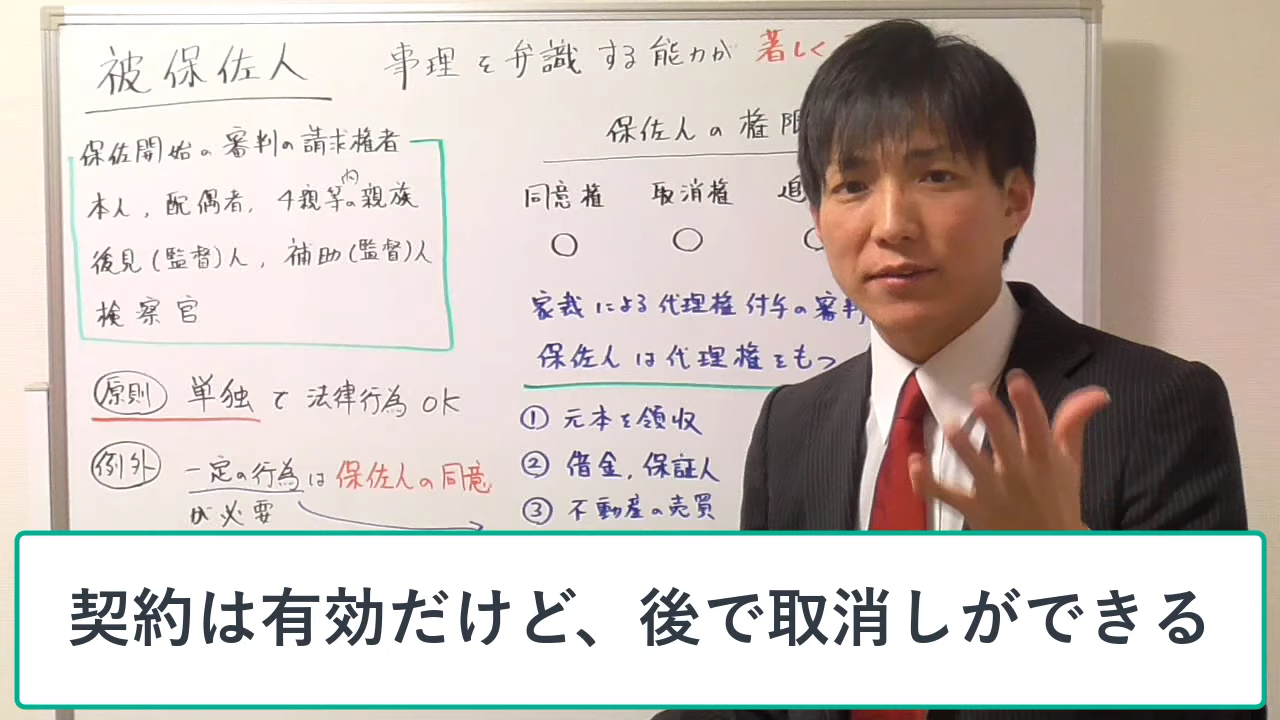 被保佐人
事理を弁識する能力が 著しく
保佐開始の審判の請求権者
本人, 配偶者, 4親等内の親族
後見(監督)人, 補助(監督)人
検察官
原則 単独で法律行為OK
例外 一定の行為は保佐人の同意
が必要
保佐人の権限
同意権 取消権 追
○ ○ ○
家裁による代理権付与の審判
保佐人は代理権をもつ
① 元本を領収
② 借金, 保証人
③ 不動産の売買
契約は有効だけど、後で取消しができる